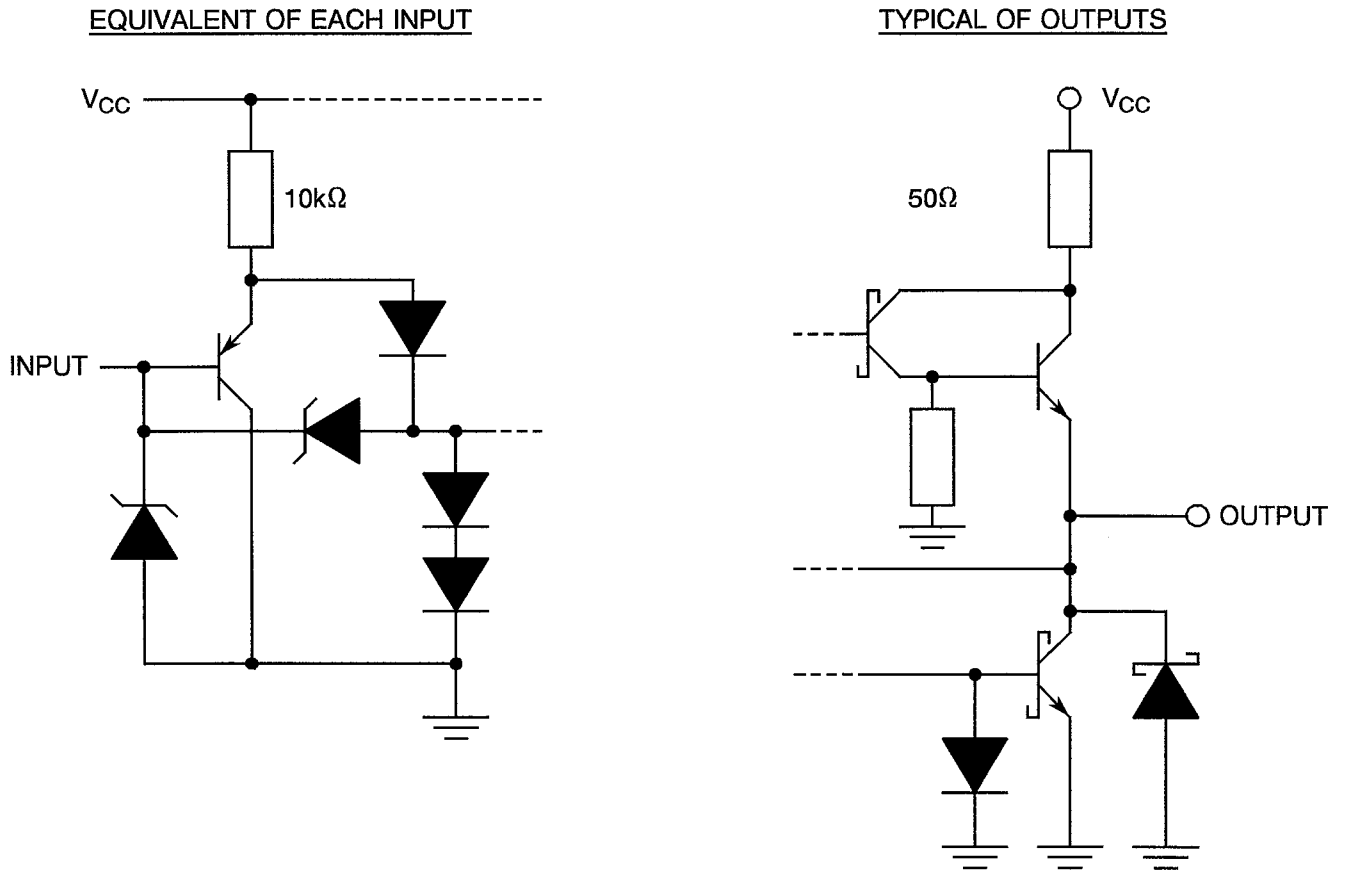 EQUIVALENT OF EACH INPUT
VCC
10kΩ
INPUT
TYPICAL OF OUTPUTS
VCC
50Ω
OUTPUT